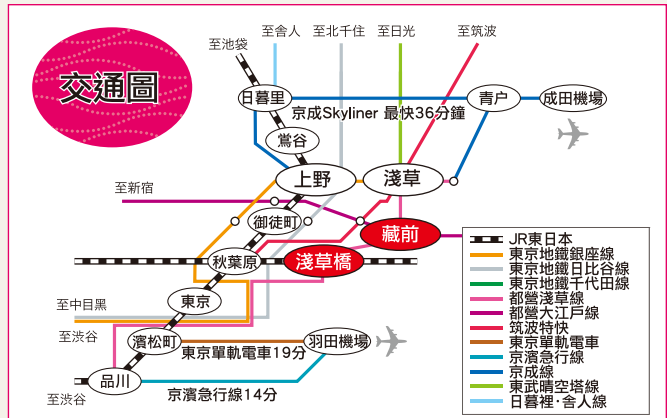 至池袋
至舎人
至北千住
至日光
至筑波
交通圖
日暮里
京成Skyliner 最快36分鐘
青戸
成田機場
鶯谷
上野
淺草
至新宿
御徒町
藏前
秋葉原
淺草橋
至中目黑
東京
至渋谷
濱松町
東京單軌電車19分
羽田機場
品川
至渋谷
京濱急行線14分
JR東日本
東京地鐵銀座線
東京地鐵日比谷線
東京地鐵千代田線
都營淺草線
都營大江戸線
筑波特快
東京單軌電車
京濱急行線
京成線
東武晴空塔線
日暮裡·舎人線